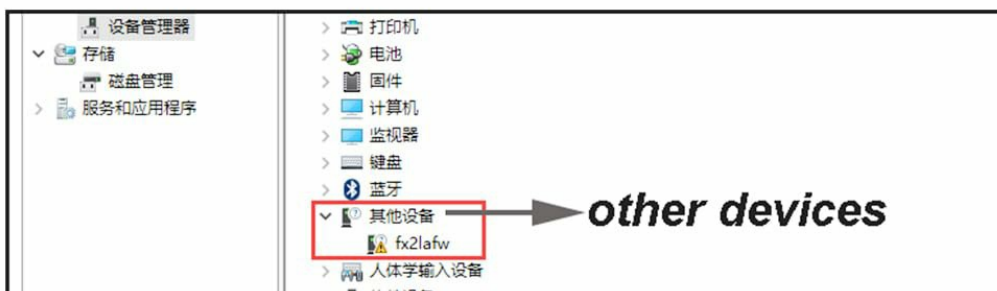 设备管理器
存储
磁盘管理
服务和应用程序
打印机
电池
固件
计算机
监视器
键盘
蓝牙
其他设备
other devices
fx2lafw
人体学输入设备